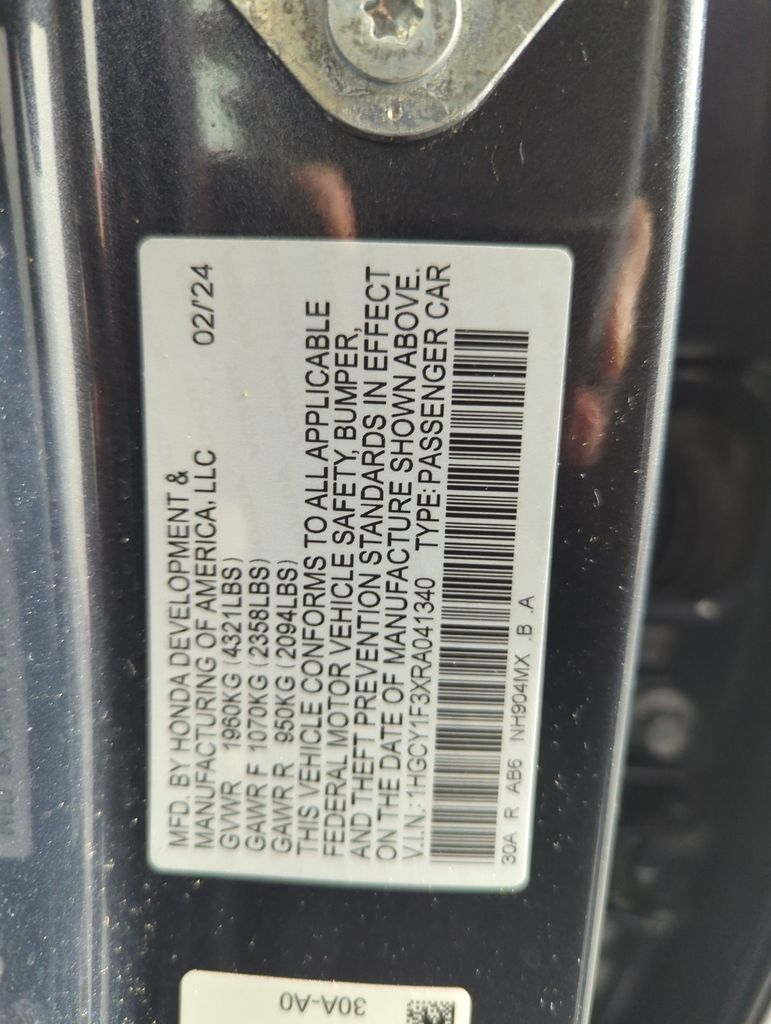 MFD. BY HONDA DEVELOPMENT &
MANUFACTURING OF AMERICA, LLC 02/'24
GVWR 1960KG (4321LBS)
GAWR F 1070KG (2358LBS)
GAWR R 950KG (2094LBS)
THIS VEHICLE CONFORMS TO ALL APPLICABLE
FEDERAL MOTOR VEHICLE SAFETY, BUMPER,
AND THEFT PREVENTION STANDARDS IN EFFECT
ON THE DATE OF MANUFACTURE SHOWN ABOVE.
V.I.N.: 1HGCY1F3XRA041340 TYPE: PASSENGER CAR
30A R AB6 NH904MX .B .A
30A-A0